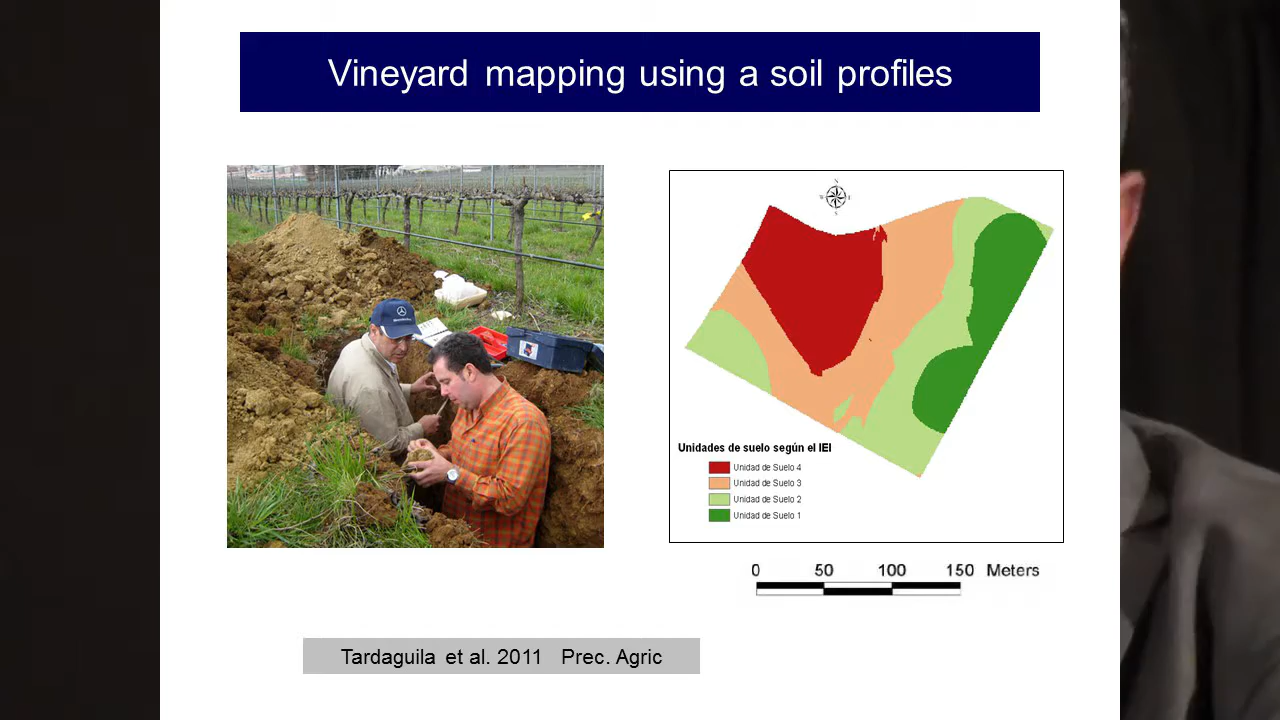 Vineyard mapping using a soil profiles
N
W E
S
Unidades de suelo según el IEI
Unidad de Suelo 4
Unidad de Suelo 3
Unidad de Suelo 2
Unidad de Suelo 1
0 50 100 150 Meters
Tardaguila et al. 2011 Prec. Agric